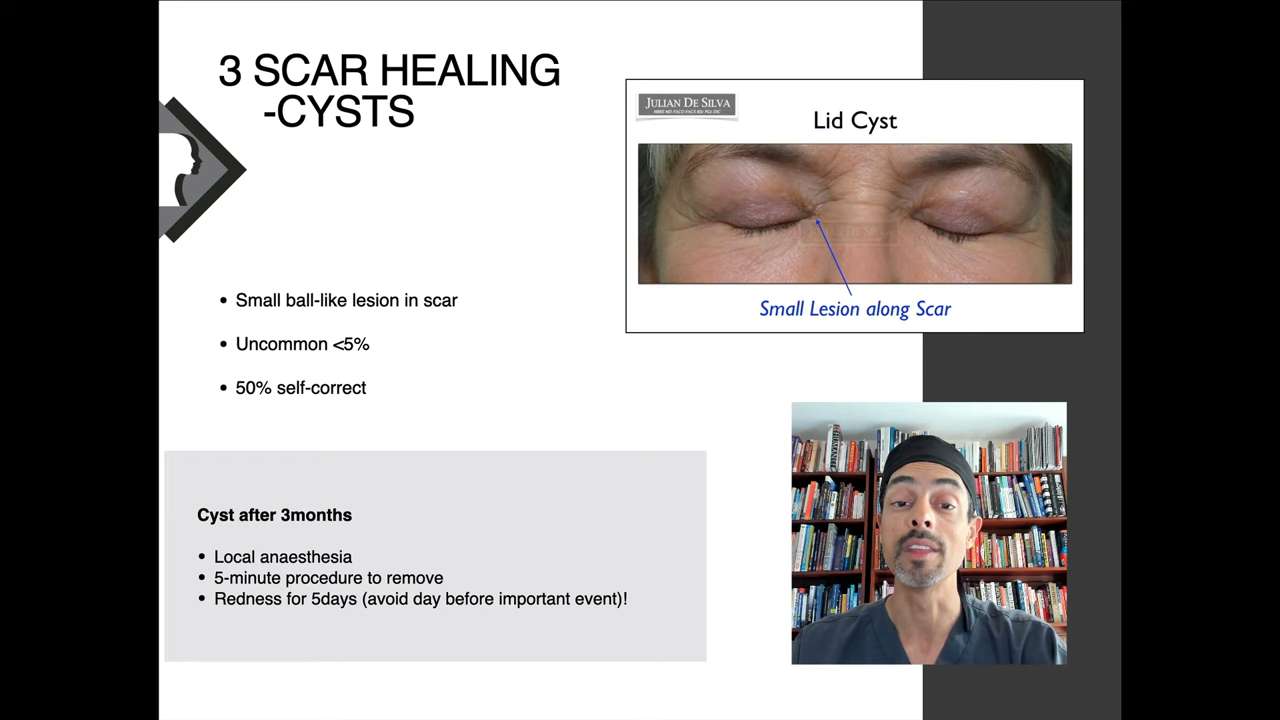 3 SCAR HEALING
-CYSTS
JULIAN DE SILVA
Lid Cyst
Small Lesion along Scar
• Small ball-like lesion in scar
• Uncommon <5%
• 50% self-correct
Cyst after 3months
• Local anaesthesia
• 5-minute procedure to remove
• Redness for 5days (avoid day before important event)!